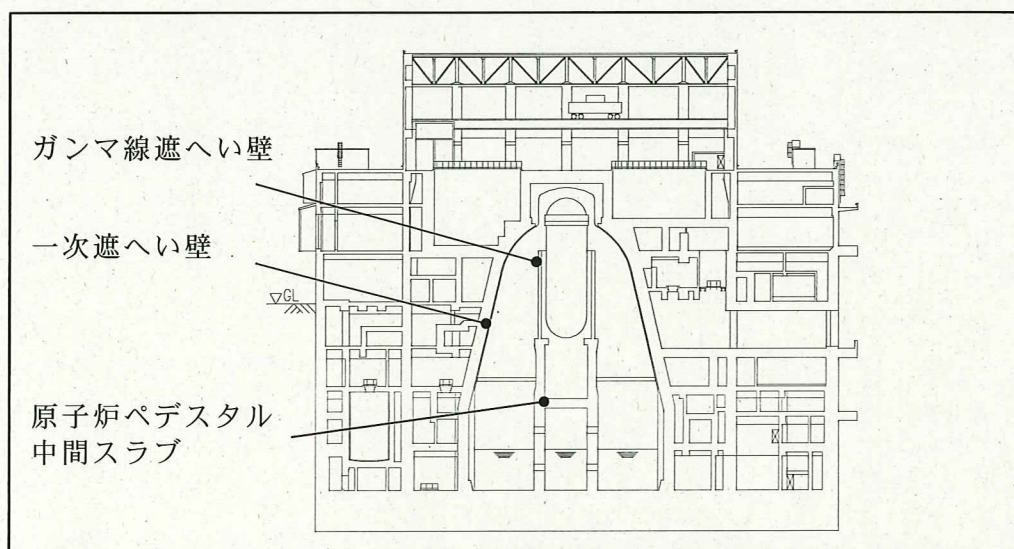 ガンマ線遮へい壁
一次遮へい壁
GL
原子炉ペデスタル
中間スラブ